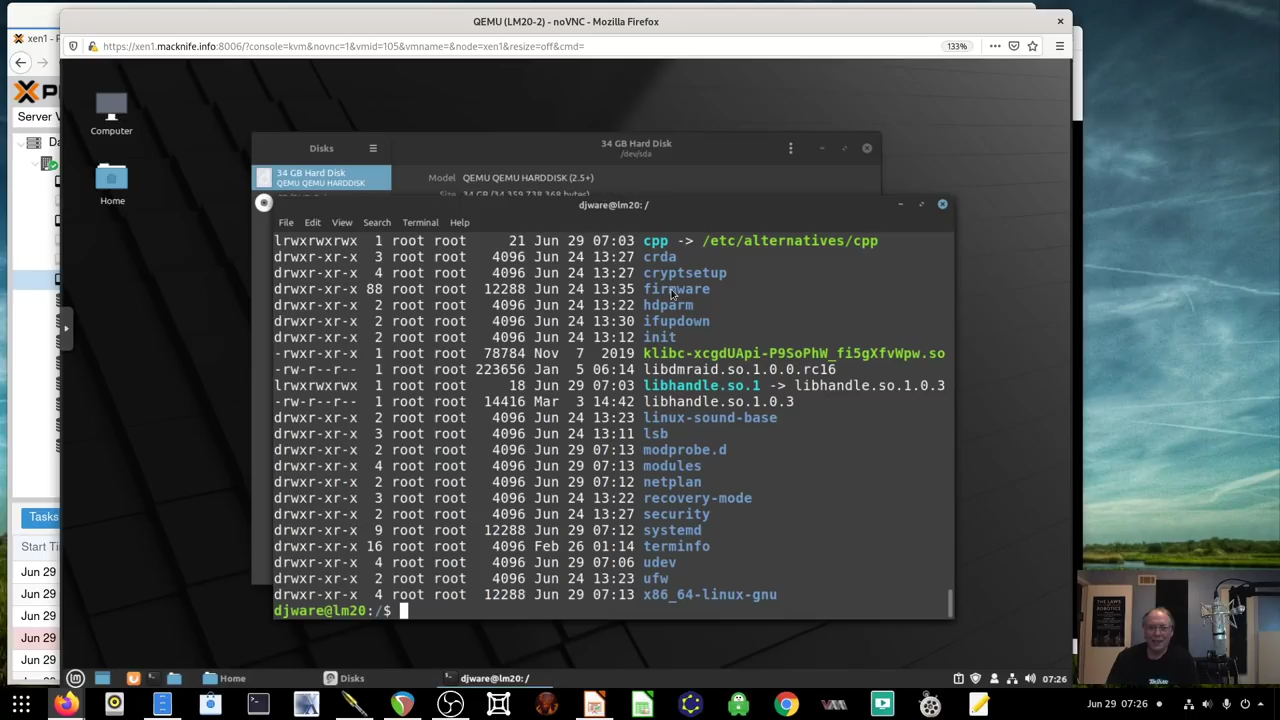 QEMU (LM20-2) - noVNC - Mozilla Firefox
xen1 - P
https://xen1.macknife.info:8006/?console=kvm&novnc=1&vmid=105&vmname=&node=xen1&resize=off&cmd=
133%
Server V
Da
Computer
Home
Disks
34 GB Hard Disk
/dev/sda
34 GB Hard Disk
QEMU QEMU HARDDISK
Model QEMU QEMU HARDDISK (2.5+)
Size 34 GB (34 359 738 368 bytes)
djware@lm20: /
File Edit View Search Terminal Help
lrwxrwxrwx 1 root root 21 Jun 29 07:03 cpp -> /etc/alternatives/cpp
drwxr-xr-x 3 root root 4096 Jun 24 13:27 crda
drwxr-xr-x 4 root root 4096 Jun 24 13:27 cryptsetup
drwxr-xr-x 88 root root 12288 Jun 24 13:35 firmware
drwxr-xr-x 2 root root 4096 Jun 24 13:22 hdparm
drwxr-xr-x 2 root root 4096 Jun 24 13:30 ifupdown
drwxr-xr-x 2 root root 4096 Jun 24 13:12 init
-rwxr-xr-x 1 root root 78784 Nov 7 2019 klibc-xcgdUApi-P9SoPhW_fi5gXfvWpw.so
-rw-r--r-- 1 root root 223656 Jan 5 06:14 libdmraid.so.1.0.0.rc16
lrwxrwxrwx 1 root root 18 Jun 29 07:03 libhandle.so.1 -> libhandle.so.1.0.3
-rw-r--r-- 1 root root 14416 Mar 3 14:42 libhandle.so.1.0.3
drwxr-xr-x 2 root root 4096 Jun 24 13:23 linux-sound-base
drwxr-xr-x 3 root root 4096 Jun 24 13:11 lsb
drwxr-xr-x 2 root root 4096 Jun 29 07:13 modprobe.d
drwxr-xr-x 4 root root 4096 Jun 29 07:13 modules
drwxr-xr-x 2 root root 4096 Jun 29 07:12 netplan
drwxr-xr-x 3 root root 4096 Jun 24 13:22 recovery-mode
drwxr-xr-x 2 root root 4096 Jun 24 13:27 security
drwxr-xr-x 9 root root 12288 Jun 29 07:12 systemd
drwxr-xr-x 16 root root 4096 Feb 26 01:14 terminfo
drwxr-xr-x 4 root root 4096 Jun 29 07:06 udev
drwxr-xr-x 2 root root 4096 Jun 24 13:23 ufw
drwxr-xr-x 4 root root 12288 Jun 29 07:13 x86_64-linux-gnu
djware@lm20:/$
Tasks
Start Ti
Jun 29
Jun 29
Jun 29
Jun 29
Jun 29
Home
Disks
djware@lm20: /
07:26
THE LAWS
ROBOTICS
Jun 29 07:26